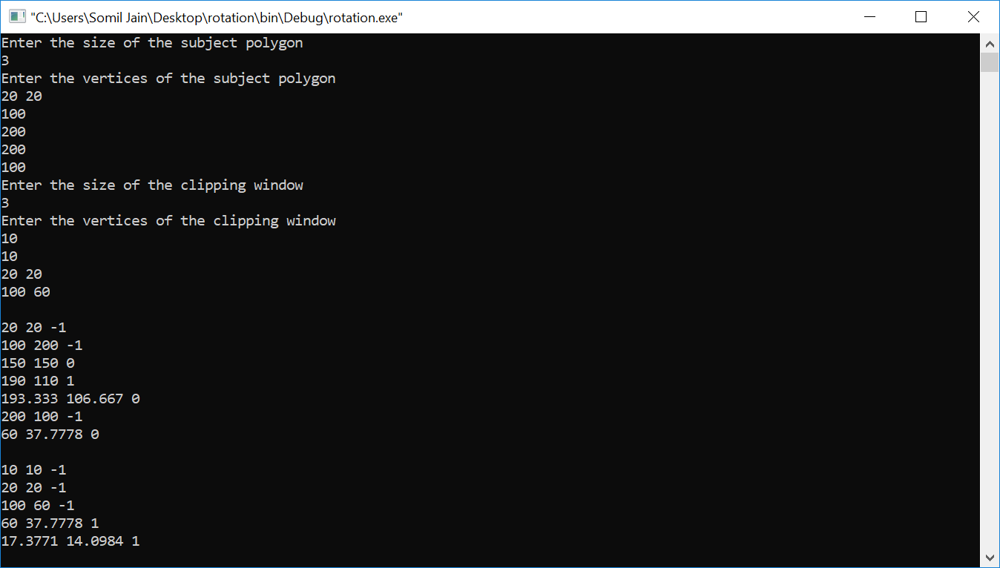 "C:\Users\Somil Jain\Desktop\rotation\bin\Debug\rotation.exe"
Enter the size of the subject polygon
3
Enter the vertices of the subject polygon
20 20
100
200
200
100
Enter the size of the clipping window
3
Enter the vertices of the clipping window
10
10
20 20
100 60
20 20 -1
100 200 -1
150 150 0
190 110 1
193.333 106.667 0
200 100 -1
60 37.7778 0
10 10 -1
20 20 -1
100 60 -1
60 37.7778 1
17.3771 14.0984 1